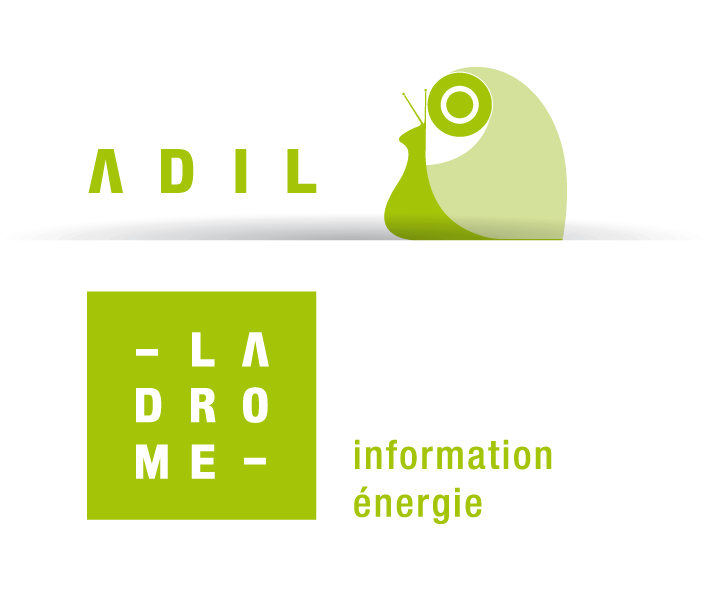 ADIL
– LA
DRO
ME –
information
énergie